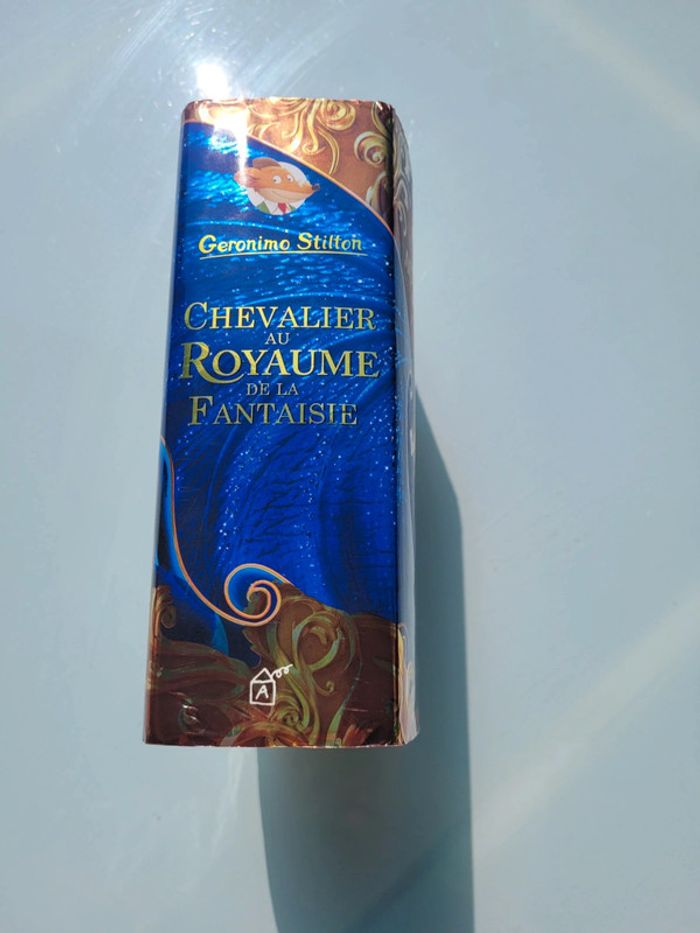 Geronimo Stilton
CHEVALIER
AU
ROYAUME
DE LA
FANTAISIE
A